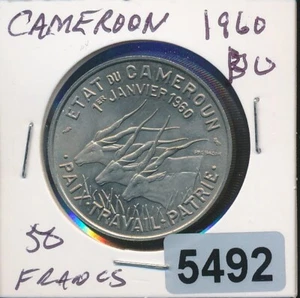 CAMEROON 1960
BU
ETAT DU CAMEROUN
1ER JANVIER 1960
· PAIX · TRAVAIL · PATRIE ·
50
FRANCS
5492